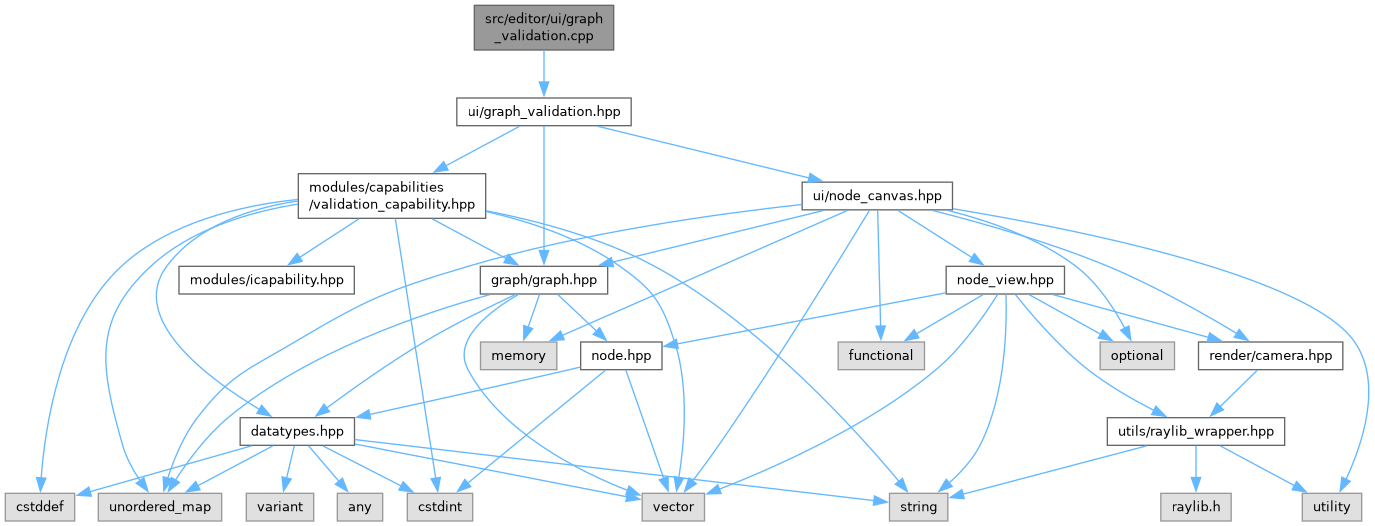 src/editor/ui/graph
_validation.cpp
ui/graph_validation.hpp
modules/capabilities
/validation_capability.hpp
ui/node_canvas.hpp
modules/icapability.hpp
graph/graph.hpp
node_view.hpp
memory
node.hpp
functional
optional
render/camera.hpp
datatypes.hpp
utils/raylib_wrapper.hpp
cstddef
unordered_map
variant
any
cstdint
vector
string
raylib.h
utility